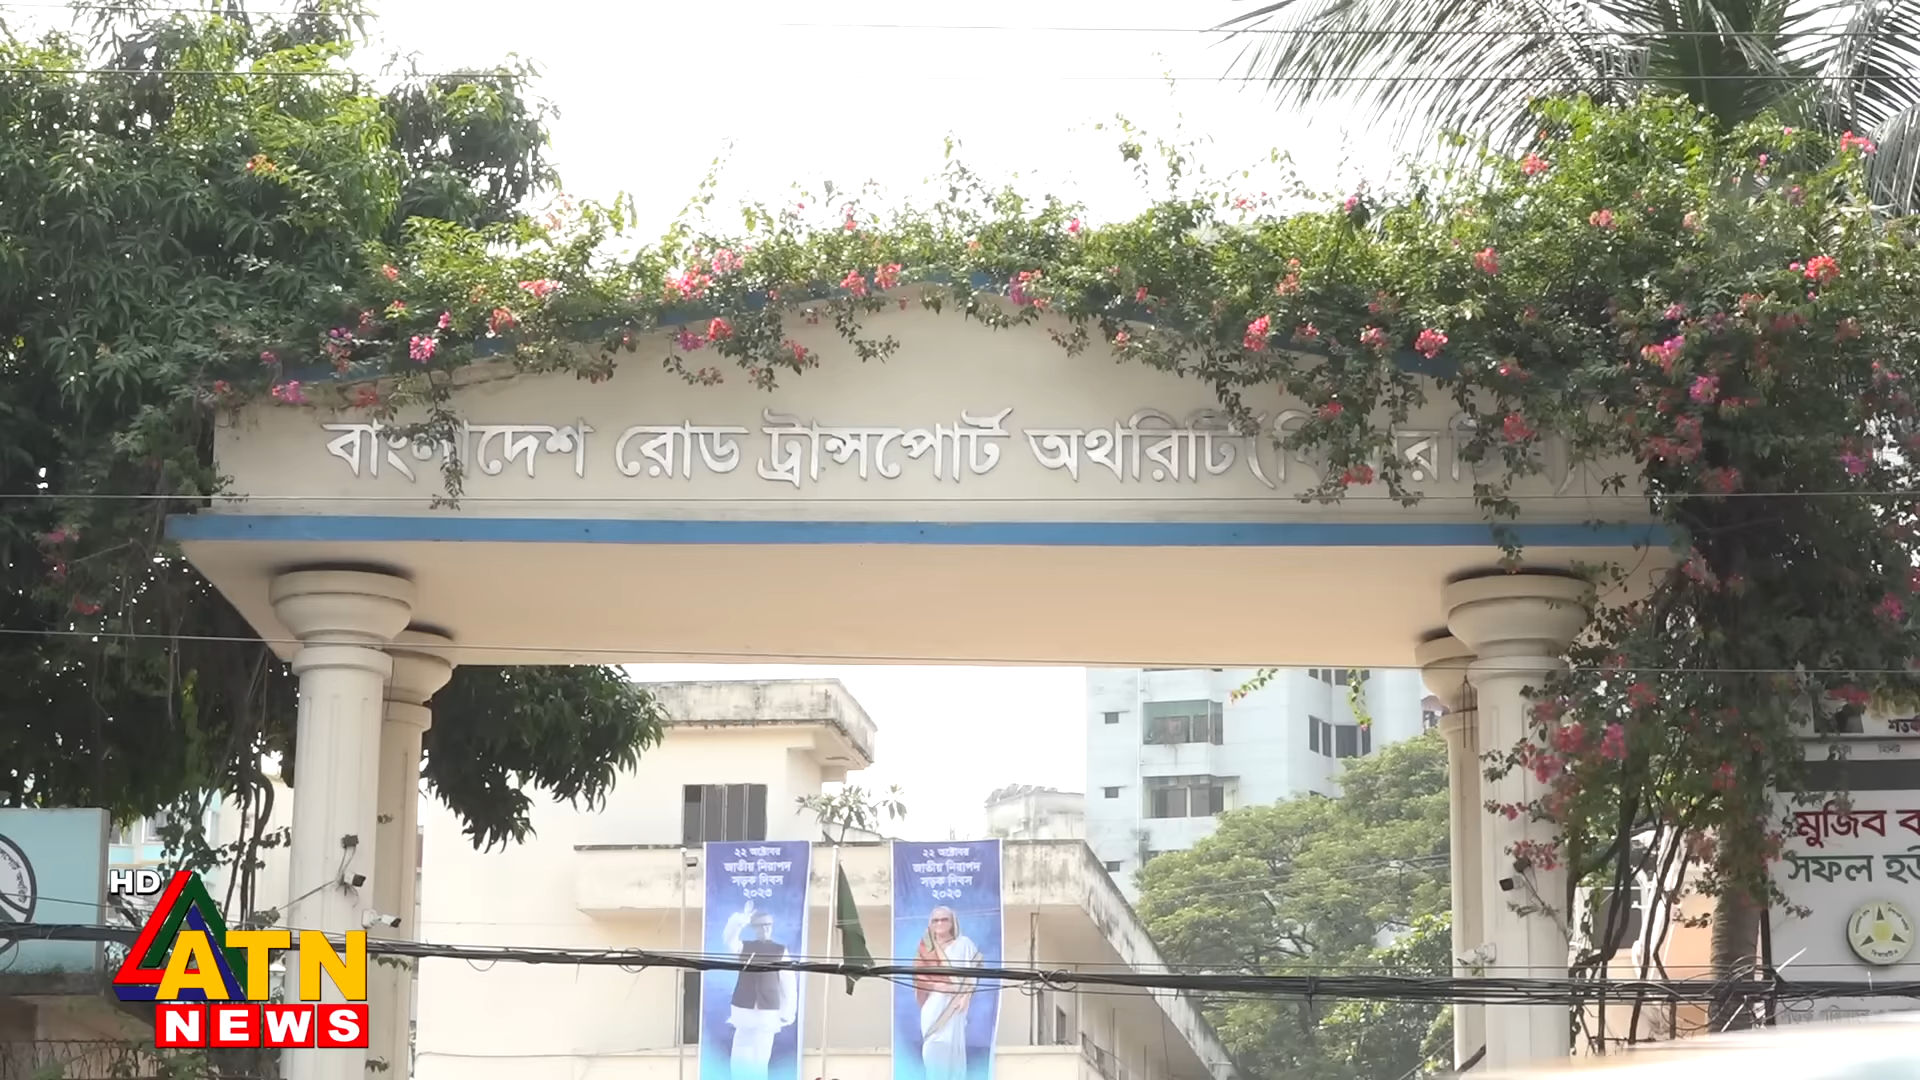 বাংলাদেশ রোড ট্রান্সপোর্ট অথরিটি(
২২ অক্টোবর
জাতীয় নিরাপদ
সড়ক দিবস
২০২৩
২২ অক্টোবর
জাতীয় নিরাপদ
সড়ক দিবস
২০২৩
মুজিব
সফল
HD
ATN
NEWS